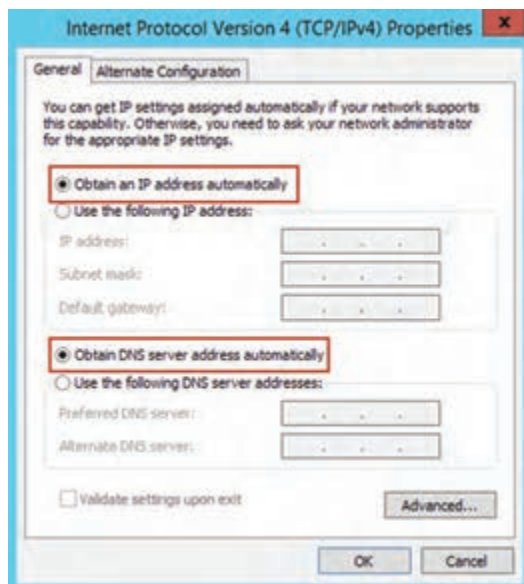 Internet Protocol Version 4 (TCP/IPv4) Properties
x
General
Alternate Configuration
You can get IP settings assigned automatically if your network supports
this capability. Otherwise, you need to ask your network administrator
for the appropriate IP settings.
Obtain an IP address automatically
Use the following IP address:
IP address:
Subnet mask:
Default gateway:
Obtain DNS server address automatically
Use the following DNS server addresses:
Preferred DNS server:
Alternate DNS server:
Validate settings upon exit
Advanced...
OK
Cancel